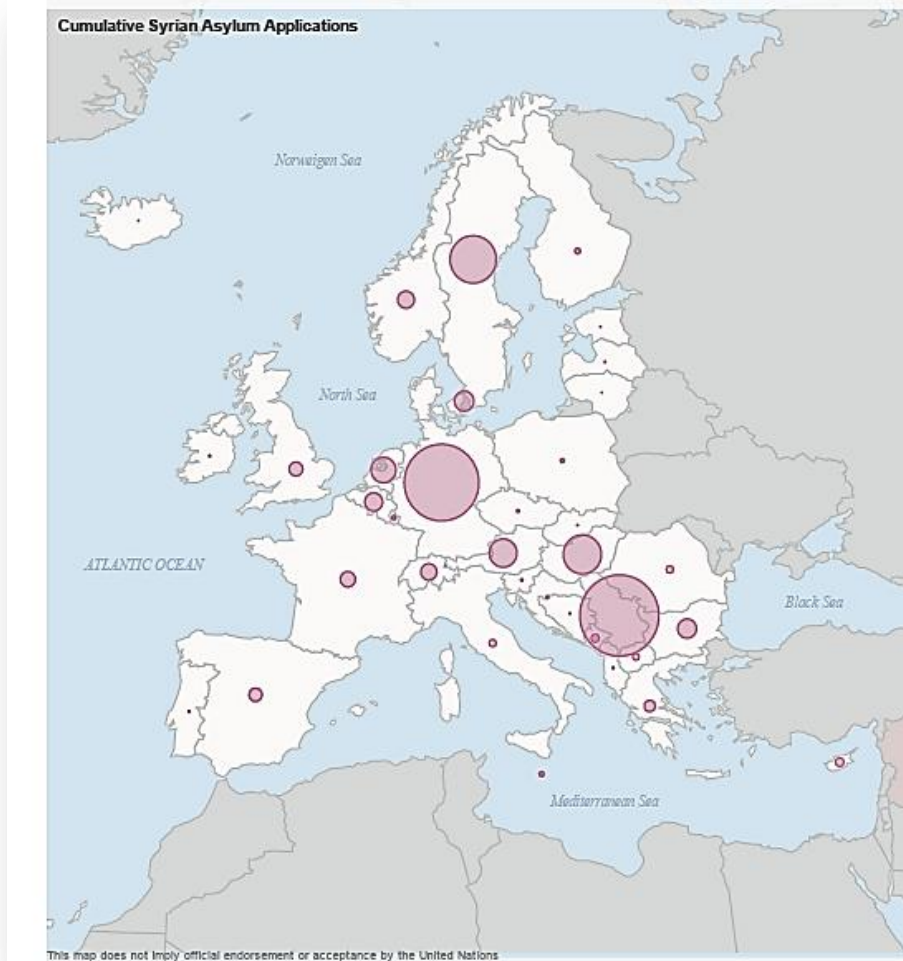 Cumulative Syrian Asylum Applications
Norweigen Sea
North Sea
ATLANTIC OCEAN
Black Sea
Mediterranean Sea
This map does not imply official endorsement or acceptance by the United Nations